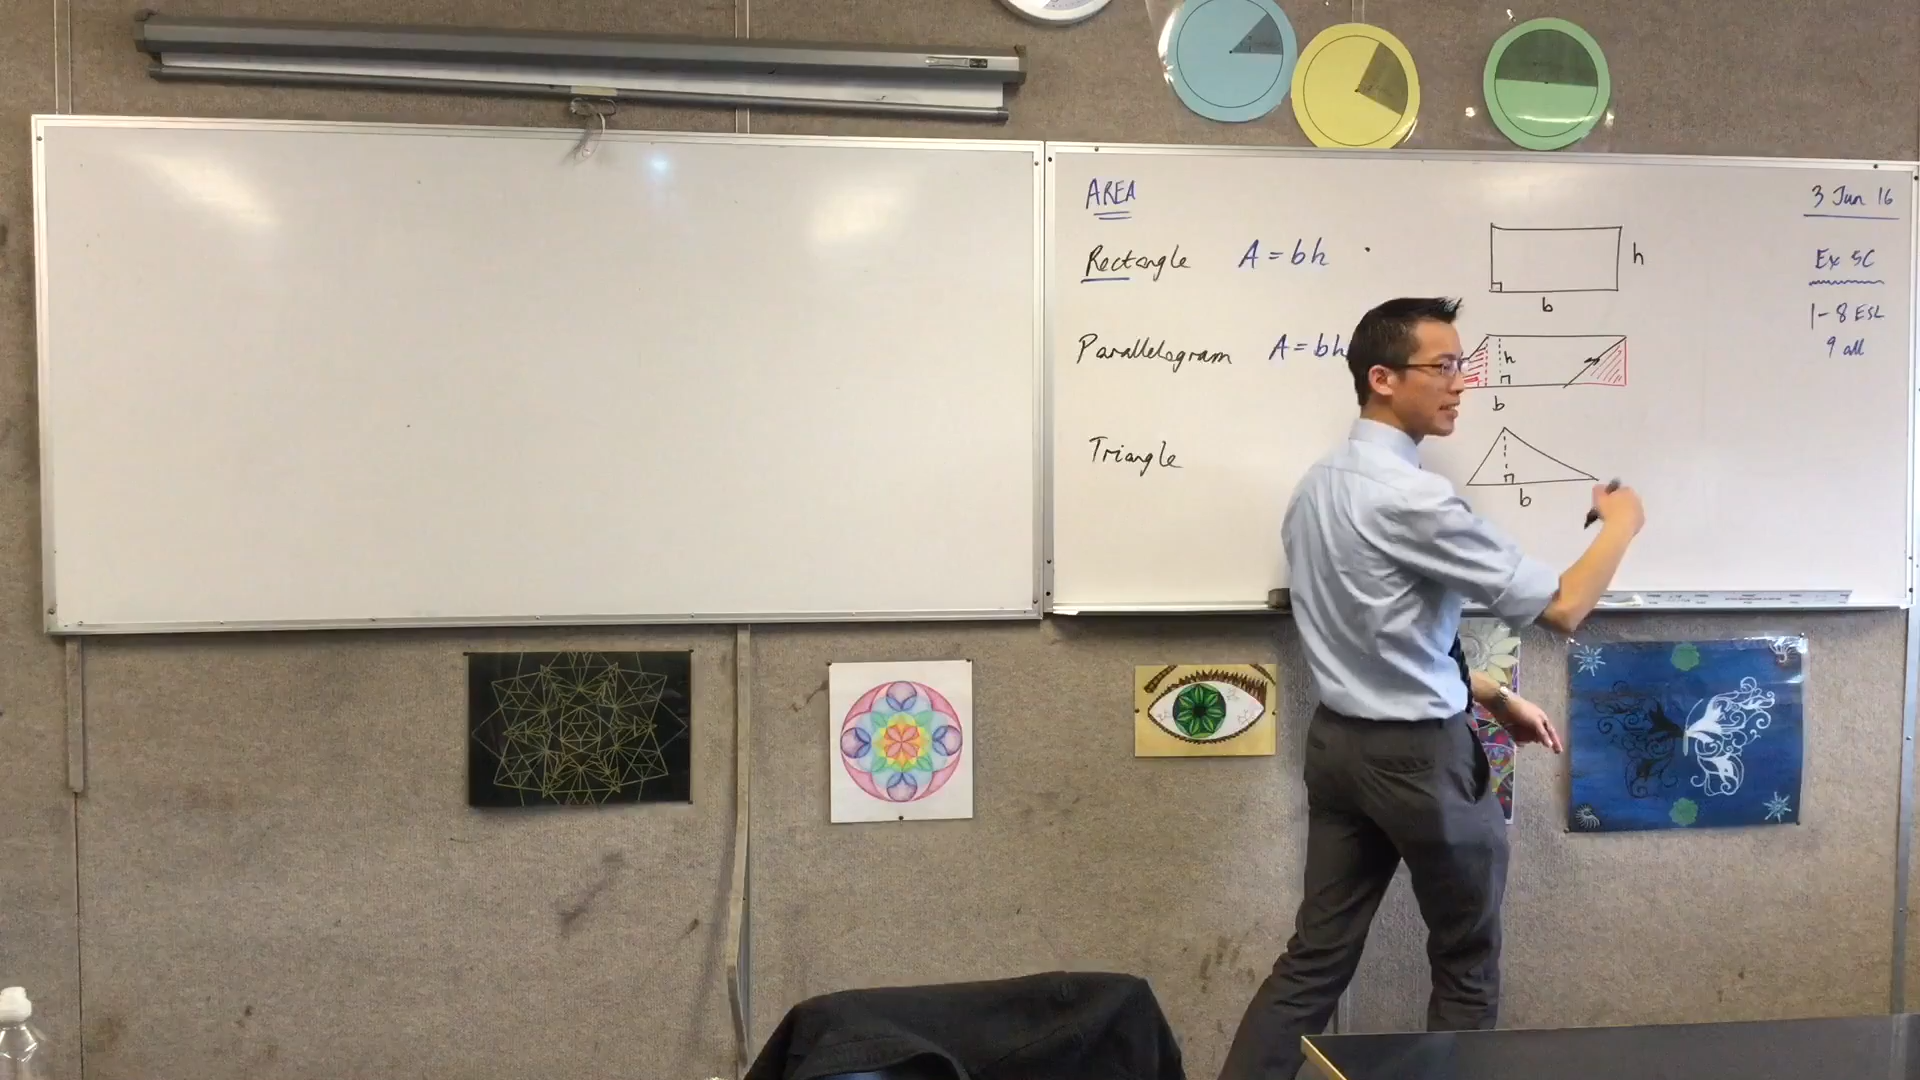 AREA
3 Jun 16
Rectangle A = bh
h
b
Ex 5C
1-8 ESL
9 all
Parallelogram A = bh
h
b
Triangle
b